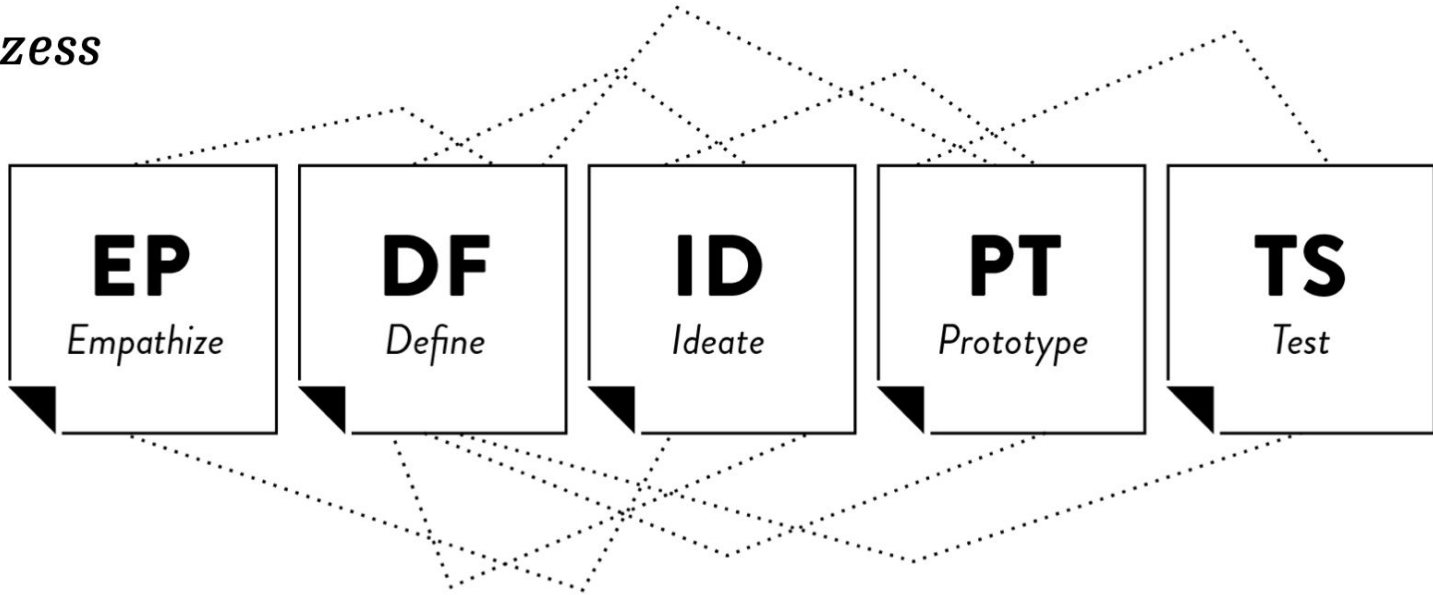 zess
EP
Empathize
DF
Define
ID
Ideate
PT
Prototype
TS
Test